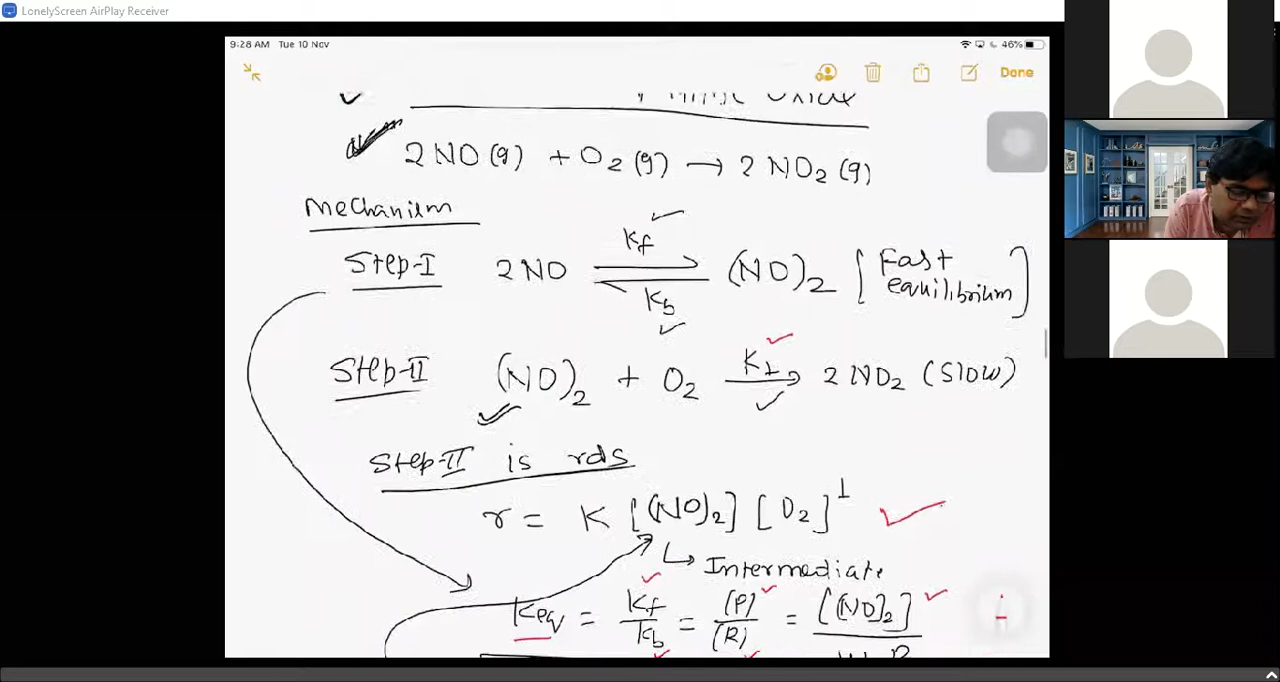 LonelyScreen AirPlay Receiver
9:28 AM Tue 10 Nov
46%
Done
2NO(g) + O2(g) → 2NO2(g)
Mechanism
Kf
Step-I 2NO ⇌ (NO)2 [Fast equilibrium]
Kb
Step-II (NO)2 + O2 → 2NO2 (Slow)
Step-II is rds
r = K [(NO)2] [O2]^1
↳ Intermediate
Keq = Kf/Kb = (P)/(R) = [(NO)2]